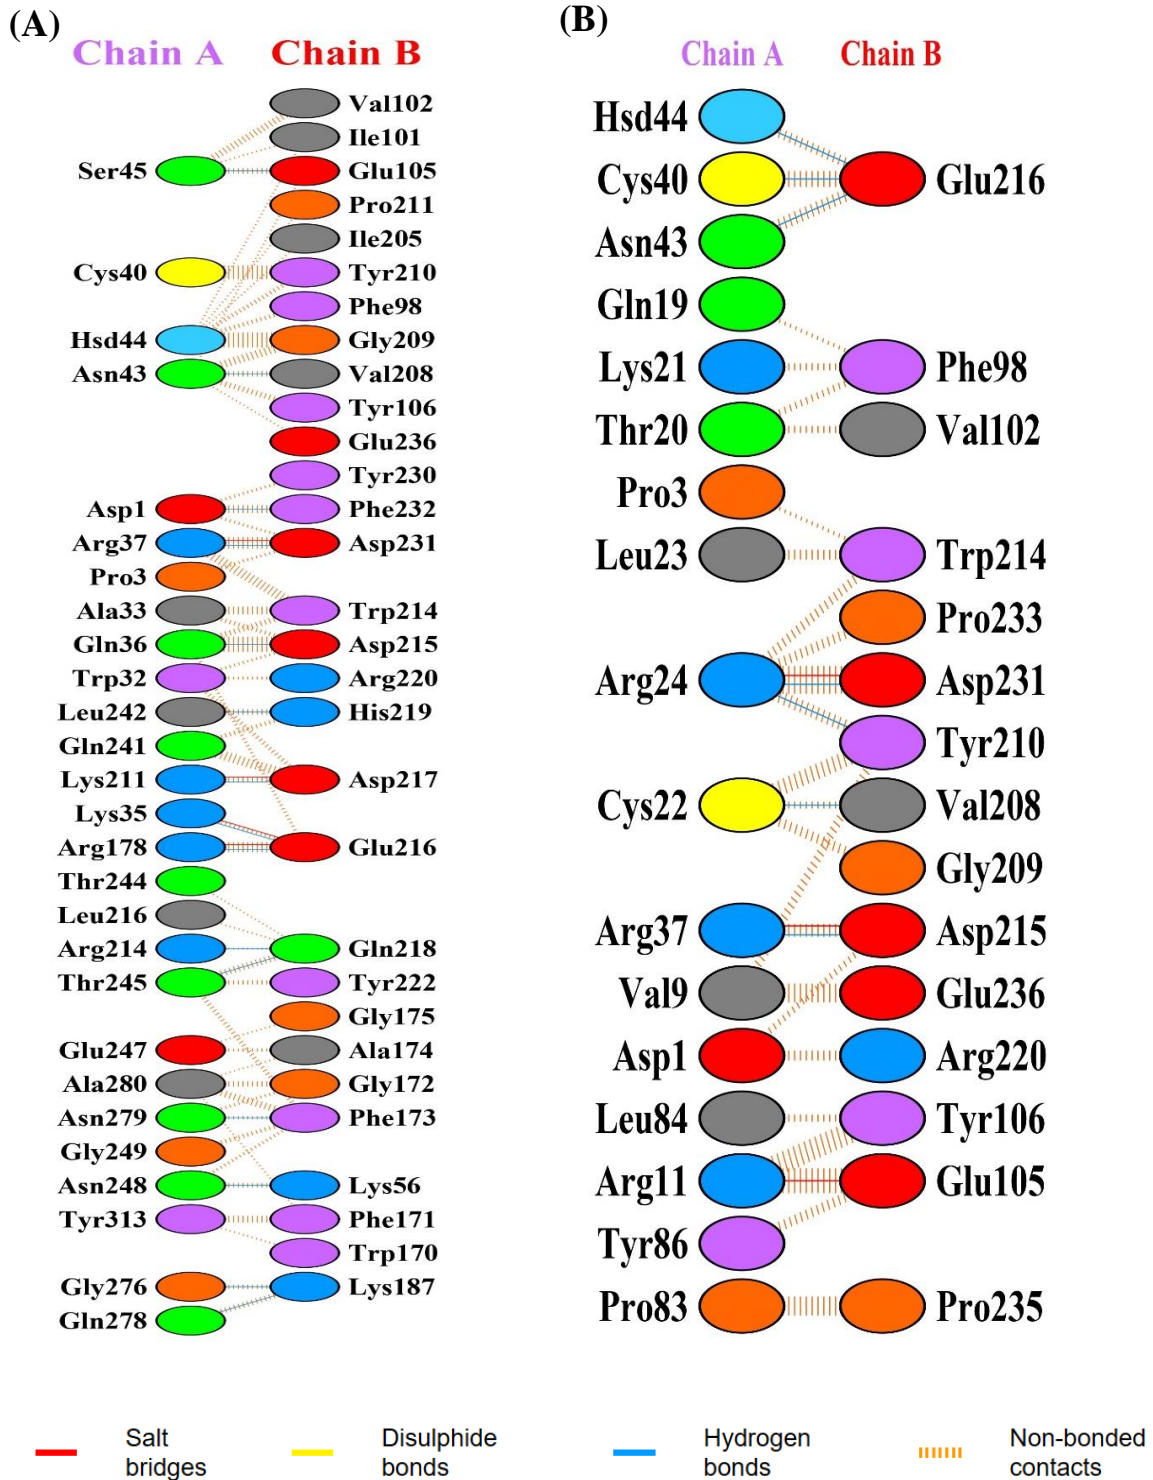 (A)
Chain A Chain B
Val102
Ile101
Ser45 Glu105
Pro211
Ile205
Cys40 Tyr210
Phe98
Hsd44 Gly209
Asn43 Val208
Tyr106
Glu236
Tyr230
Asp1 Phe232
Arg37 Asp231
Pro3
Ala33 Trp214
Gln36 Asp215
Trp32 Arg220
Leu242 His219
Gln241
Lys211 Asp217
Lys35
Arg178 Glu216
Thr244
Leu216
Arg214 Gln218
Thr245 Tyr222
Gly175
Glu247 Ala174
Ala280 Gly172
Asn279 Phe173
Gly249
Asn248 Lys56
Tyr313 Phe171
Trp170
Gly276 Lys187
Gln278
(B)
Chain A Chain B
Hsd44
Cys40 Glu216
Asn43
Gln19
Lys21 Phe98
Thr20 Val102
Pro3
Leu23 Trp214
Pro233
Arg24 Asp231
Tyr210
Cys22 Val208
Gly209
Arg37 Asp215
Val9 Glu236
Asp1 Arg220
Leu84 Tyr106
Arg11 Glu105
Tyr86
Pro83 Pro235
Salt
bridges
Disulphide
bonds
Hydrogen
bonds
Non-bonded
contacts